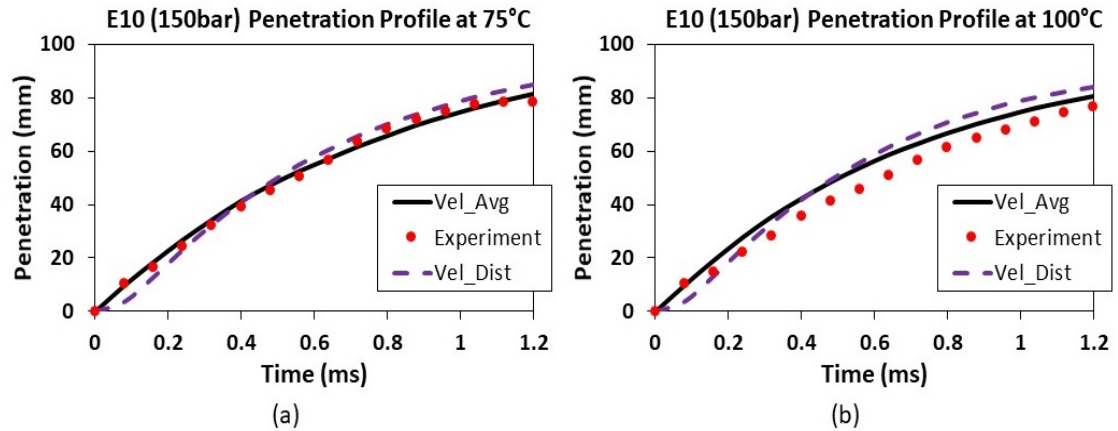 E10 (150bar) Penetration Profile at 75°C
100
80
60
40
20
0
Penetration (mm)
0 0.2 0.4 0.6 0.8 1 1.2
Time (ms)
Vel_Avg
Experiment
Vel_Dist
(a)
E10 (150bar) Penetration Profile at 100°C
100
80
60
40
20
0
Penetration (mm)
0 0.2 0.4 0.6 0.8 1 1.2
Time (ms)
Vel_Avg
Experiment
Vel_Dist
(b)